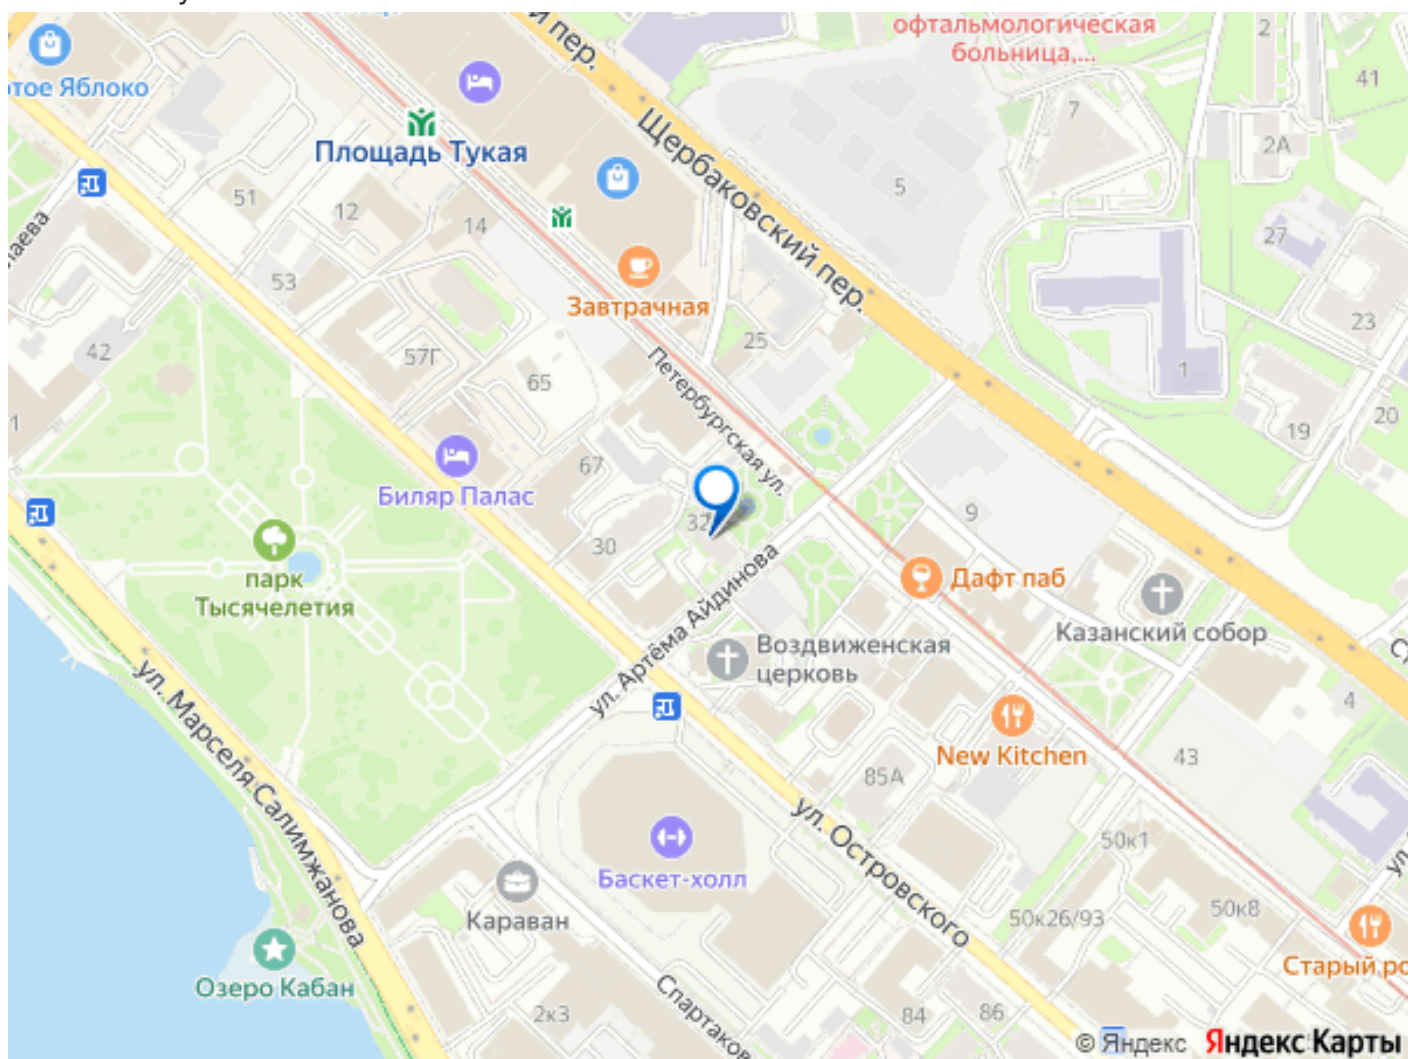 й пер.
офтальмологическая
больница,...
2
41
тое Яблоко
7
2А
Площадь Тукая
Щербаковский пер.
5
51
12
14
27
лаева
53
Завтрачная
23
25
42
57Г
65
Петербургская ул.
1
1
20
19
67
Биляр Палас
32
9
30
парк
Тысячелетия
Дафт паб
Казанский собор
ул. Артёма Айдинова
Воздвиженская
церковь
4
ул. Марселя Салимжанова
New Kitchen
43
85А
ул. Островского
50к1
Баскет-холл
Караван
50к26/93
50к8
Старый ро
Озеро Кабан
2к3
Спартаков
84
86
© Яндекс Яндекс Карты